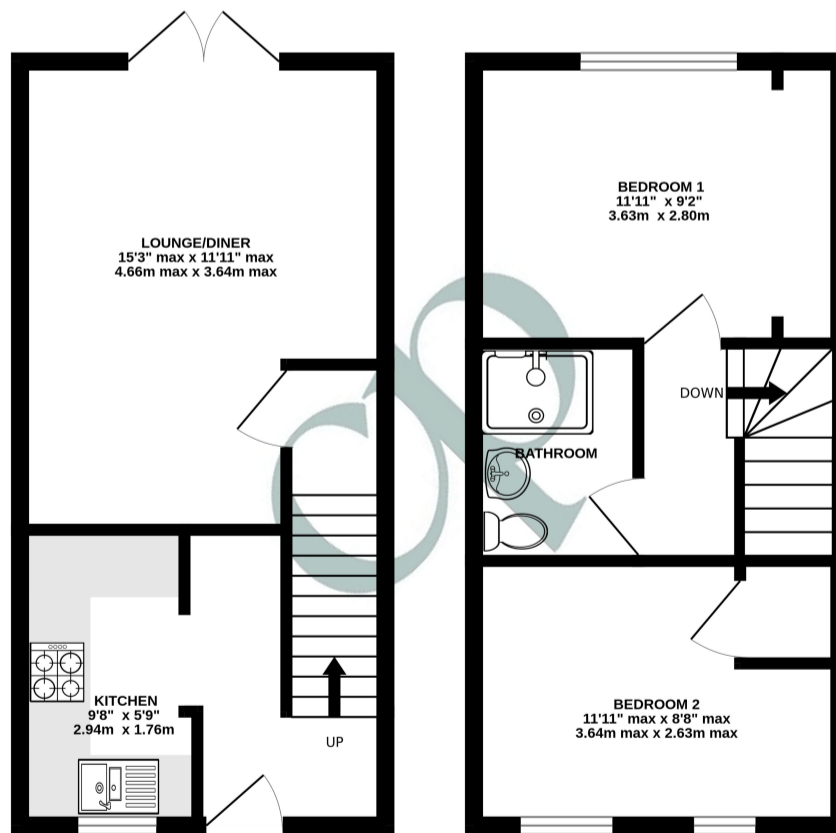 LOUNGE/DINER
15'3" max x 11'11" max
4.66m max x 3.64m max
KITCHEN
9'8" x 5'9"
2.94m x 1.76m
UP
BEDROOM 1
11'11" x 9'2"
3.63m x 2.80m
DOWN
BATHROOM
BEDROOM 2
11'11" max x 8'8" max
3.64m max x 2.63m max